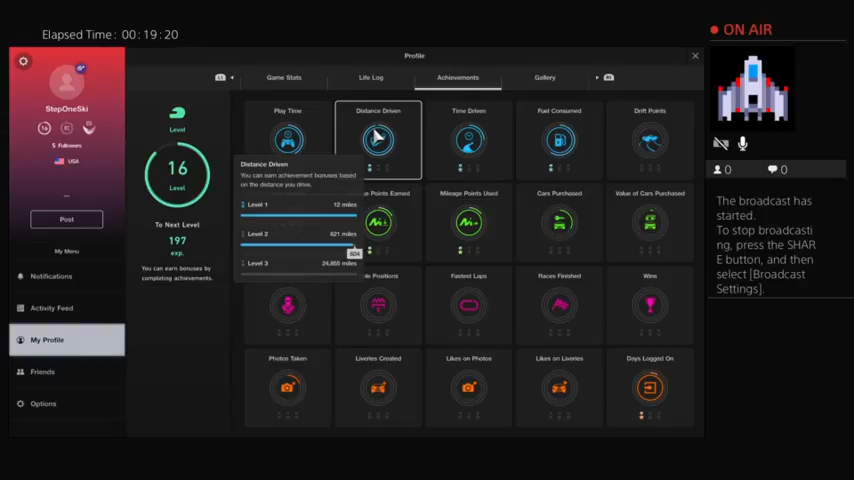 Elapsed Time : 00:19:20
ON AIR
Profile
L1
Game Stats
Life Log
Achievements
Gallery
R1
StepOneSki
16
5 Followers
USA
Post
My Menu
Notifications
Activity Feed
My Profile
Friends
Options
Level
16
Level
To Next Level
197
exp.
You can earn bonuses by
completing achievements.
Play Time
Distance Driven
Time Driven
Fuel Consumed
Drift Points
Distance Driven
You can earn achievement bonuses based
on the distance you drive.
Level 1 12 miles
Level 2 621 miles
604
Level 3 24,855 miles
Points Earned
Mileage Points Used
Cars Purchased
Value of Cars Purchased
Positions
Fastest Laps
Races Finished
Wins
Photos Taken
Liveries Created
Likes on Photos
Likes on Liveries
Days Logged On
0
0
The broadcast has
started.
To stop broadcasti
ng, press the SHAR
E button, and then
select [Broadcast
Settings].